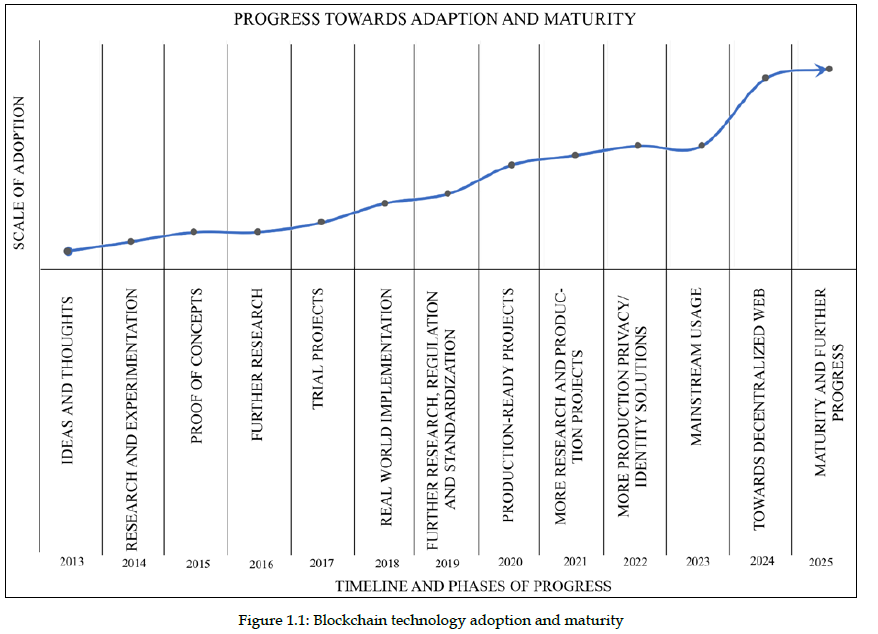 PROGRESS TOWARDS ADAPTION AND MATURITY
SCALE OF ADOPTION
IDEAS AND THOUGHTS
RESEARCH AND EXPERIMENTATION
PROOF OF CONCEPTS
FURTHER RESEARCH
TRIAL PROJECTS
REAL WORLD IMPLEMENTATION
FURTHER RESEARCH, REGULATION
AND STANDARDIZATION
PRODUCTION-READY PROJECTS
MORE RESEARCH AND PRODUC-
TION PROJECTS
MORE PRODUCTION PRIVACY/
IDENTITY SOLUTIONS
MAINSTREAM USAGE
TOWARDS DECENTRALIZED WEB
MATURITY AND FURTHER
PROGRESS
2013 2014 2015 2016 2017 2018 2019 2020 2021 2022 2023 2024 2025
TIMELINE AND PHASES OF PROGRESS
Figure 1.1: Blockchain technology adoption and maturity